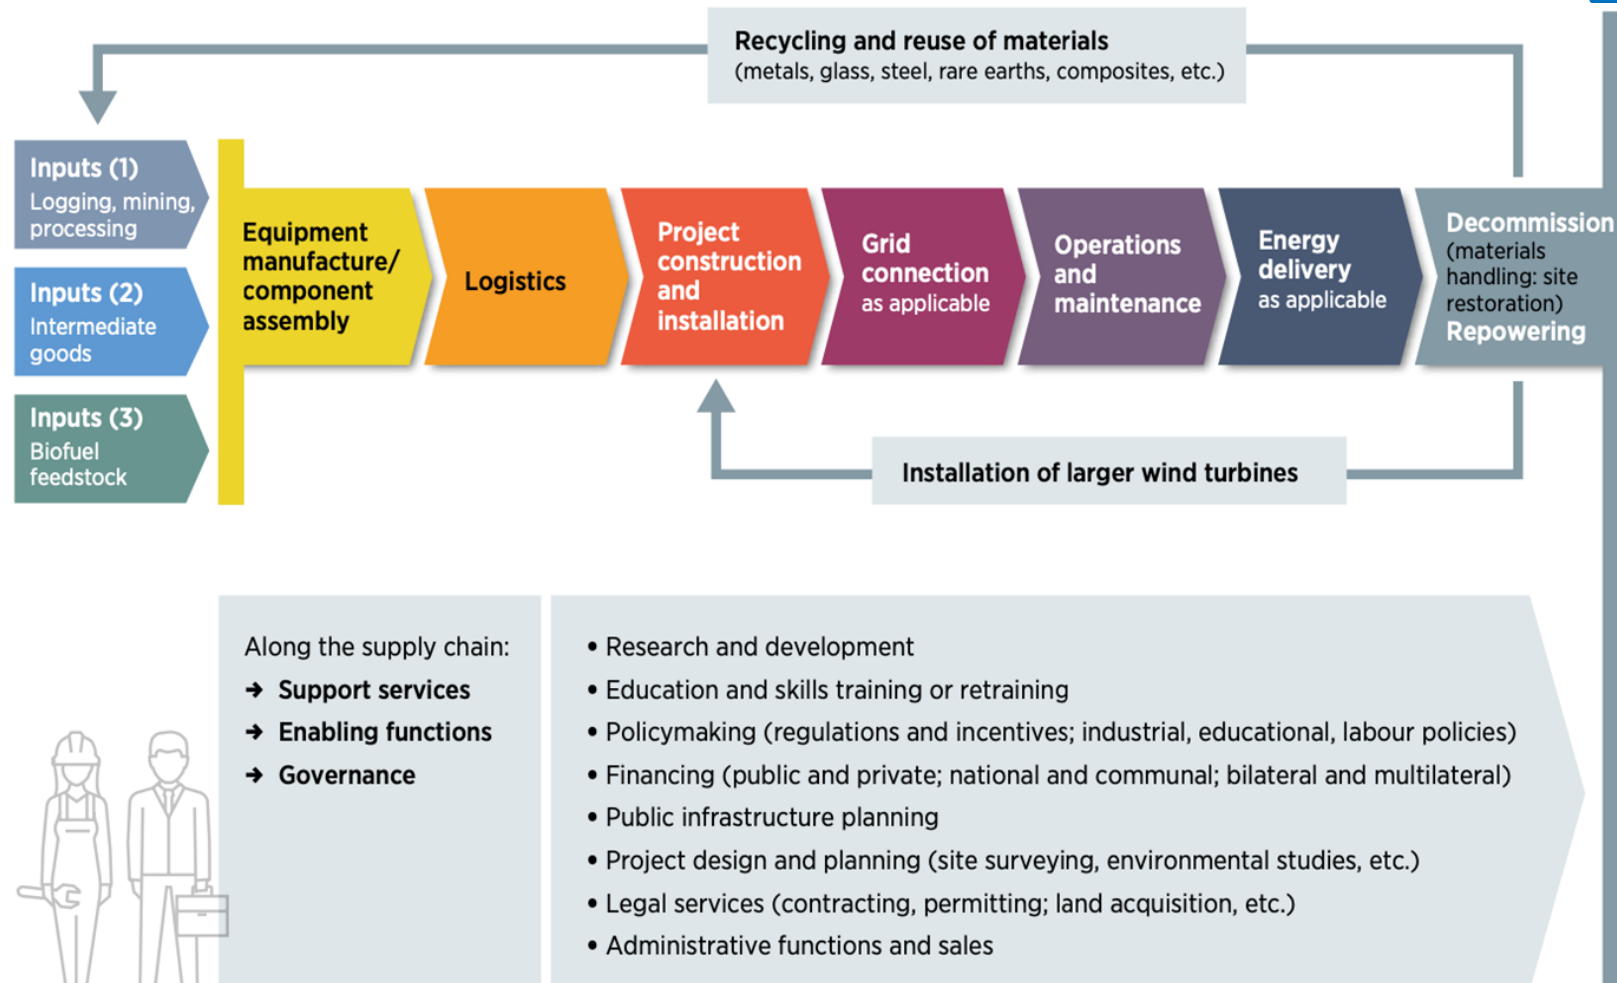 Recycling and reuse of materials
(metals, glass, steel, rare earths, composites, etc.)
Inputs (1)
Logging, mining,
processing
Inputs (2)
Intermediate
goods
Inputs (3)
Biofuel
feedstock
Equipment
manufacture/
component
assembly
Logistics
Project
construction
and
installation
Grid
connection
as applicable
Operations
and
maintenance
Energy
delivery
as applicable
Decommission
(materials
handling: site
restoration)
Repowering
Installation of larger wind turbines
Along the supply chain:
➔ Support services
➔ Enabling functions
➔ Governance
• Research and development
• Education and skills training or retraining
• Policymaking (regulations and incentives; industrial, educational, labour policies)
• Financing (public and private; national and communal; bilateral and multilateral)
• Public infrastructure planning
• Project design and planning (site surveying, environmental studies, etc.)
• Legal services (contracting, permitting; land acquisition, etc.)
• Administrative functions and sales